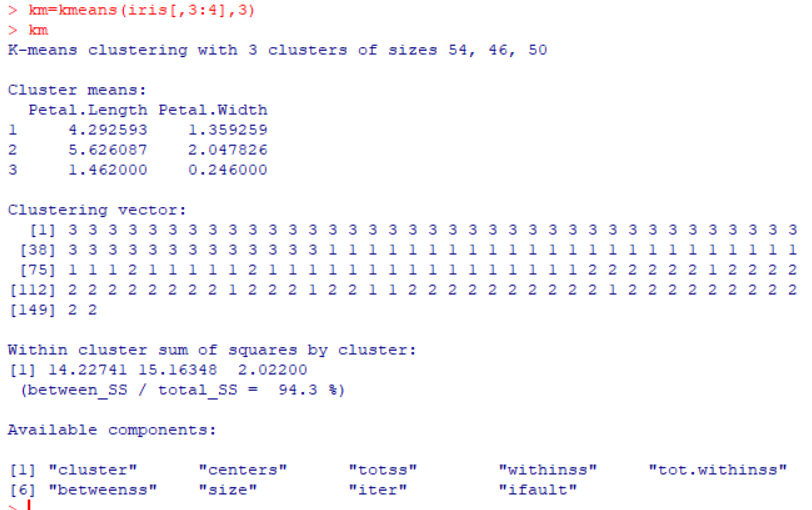 > km=kmeans(iris[,3:4],3)
> km
K-means clustering with 3 clusters of sizes 54, 46, 50
Cluster means:
Petal.Length Petal.Width
1 4.292593 1.359259
2 5.626087 2.047826
3 1.462000 0.246000
Clustering vector:
[1] 3 3 3 3 3 3 3 3 3 3 3 3 3 3 3 3 3 3 3 3 3 3 3 3 3 3 3 3 3 3 3 3 3 3 3 3 3
[38] 3 3 3 3 3 3 3 3 3 3 3 3 3 1 1 1 1 1 1 1 1 1 1 1 1 1 1 1 1 1 1 1 1 1 1 1 1
[75] 1 1 1 2 1 1 1 1 1 2 1 1 1 1 1 1 1 1 1 1 1 1 1 1 1 1 2 2 2 2 2 2 1 2 2 2 2
[112] 2 2 2 2 2 2 2 2 1 2 2 2 1 2 2 1 1 2 2 2 2 2 2 2 2 2 2 1 2 2 2 2 2 2 2 2 2
[149] 2 2
Within cluster sum of squares by cluster:
[1] 14.22741 15.16348 2.02200
(between_SS / total_SS = 94.3 %)
Available components:
[1] "cluster" "centers" "totss" "withinss" "tot.withinss"
[6] "betweenss" "size" "iter" "ifault"
>